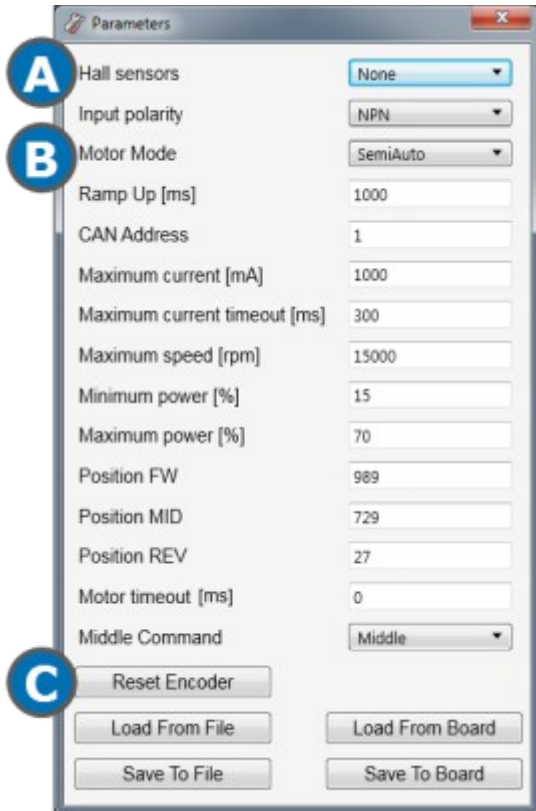 Parameters
A
Hall sensors None
Input polarity NPN
B
Motor Mode SemiAuto
Ramp Up [ms] 1000
CAN Address 1
Maximum current [mA] 1000
Maximum current timeout [ms] 300
Maximum speed [rpm] 15000
Minimum power [%] 15
Maximum power [%] 70
Position FW 989
Position MID 729
Position REV 27
Motor timeout [ms] 0
Middle Command Middle
C
Reset Encoder
Load From File Load From Board
Save To File Save To Board